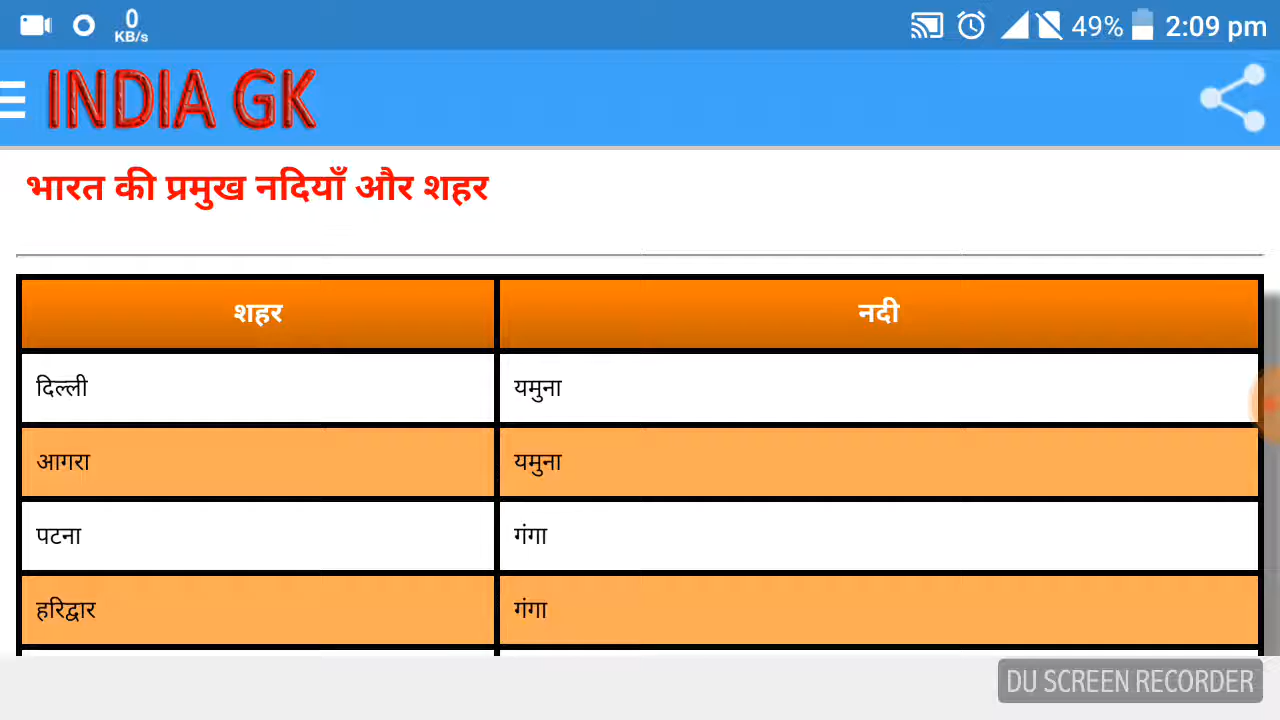 0
KB/s
49%
2:09 pm
INDIA GK
भारत की प्रमुख नदियाँ और शहर
शहर नदी
दिल्ली यमुना
आगरा यमुना
पटना गंगा
हरिद्वार गंगा
DU SCREEN RECORDER